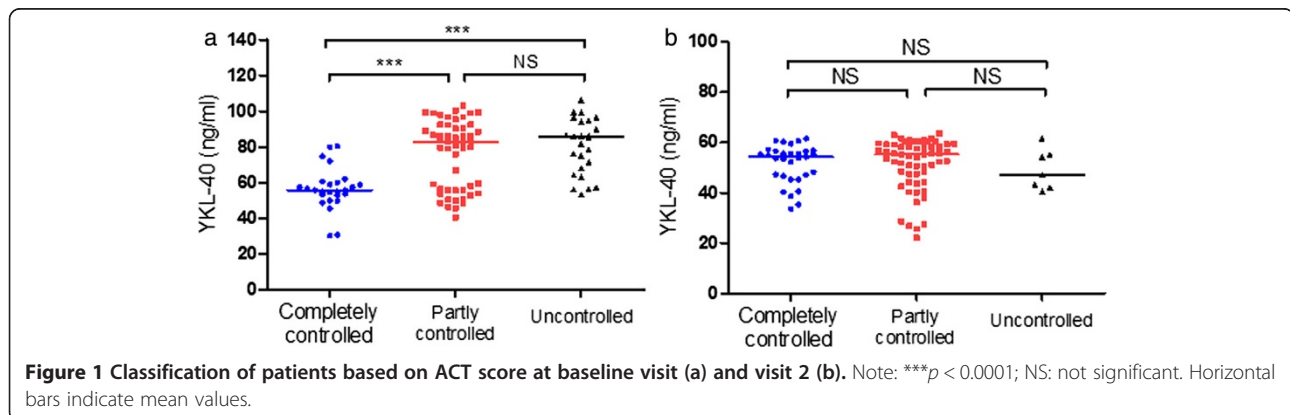 a
***
*** NS
YKL-40 (ng/ml)
140
120
100
80
60
40
20
0
Completely
controlled
Partly
controlled
Uncontrolled
b
NS
NS NS
YKL-40 (ng/ml)
100
80
60
40
20
0
Completely
controlled
Partly
controlled
Uncontrolled
Figure 1 Classification of patients based on ACT score at baseline visit (a) and visit 2 (b). Note: ***p < 0.0001; NS: not significant. Horizontal
bars indicate mean values.